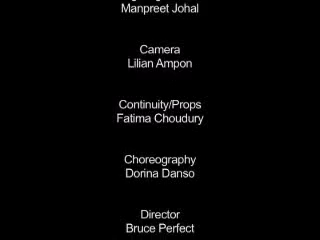 Manpreet Johal
Camera
Lilian Ampon
Continuity/Props
Fatima Choudury
Choreography
Dorina Danso
Director
Bruce Perfect